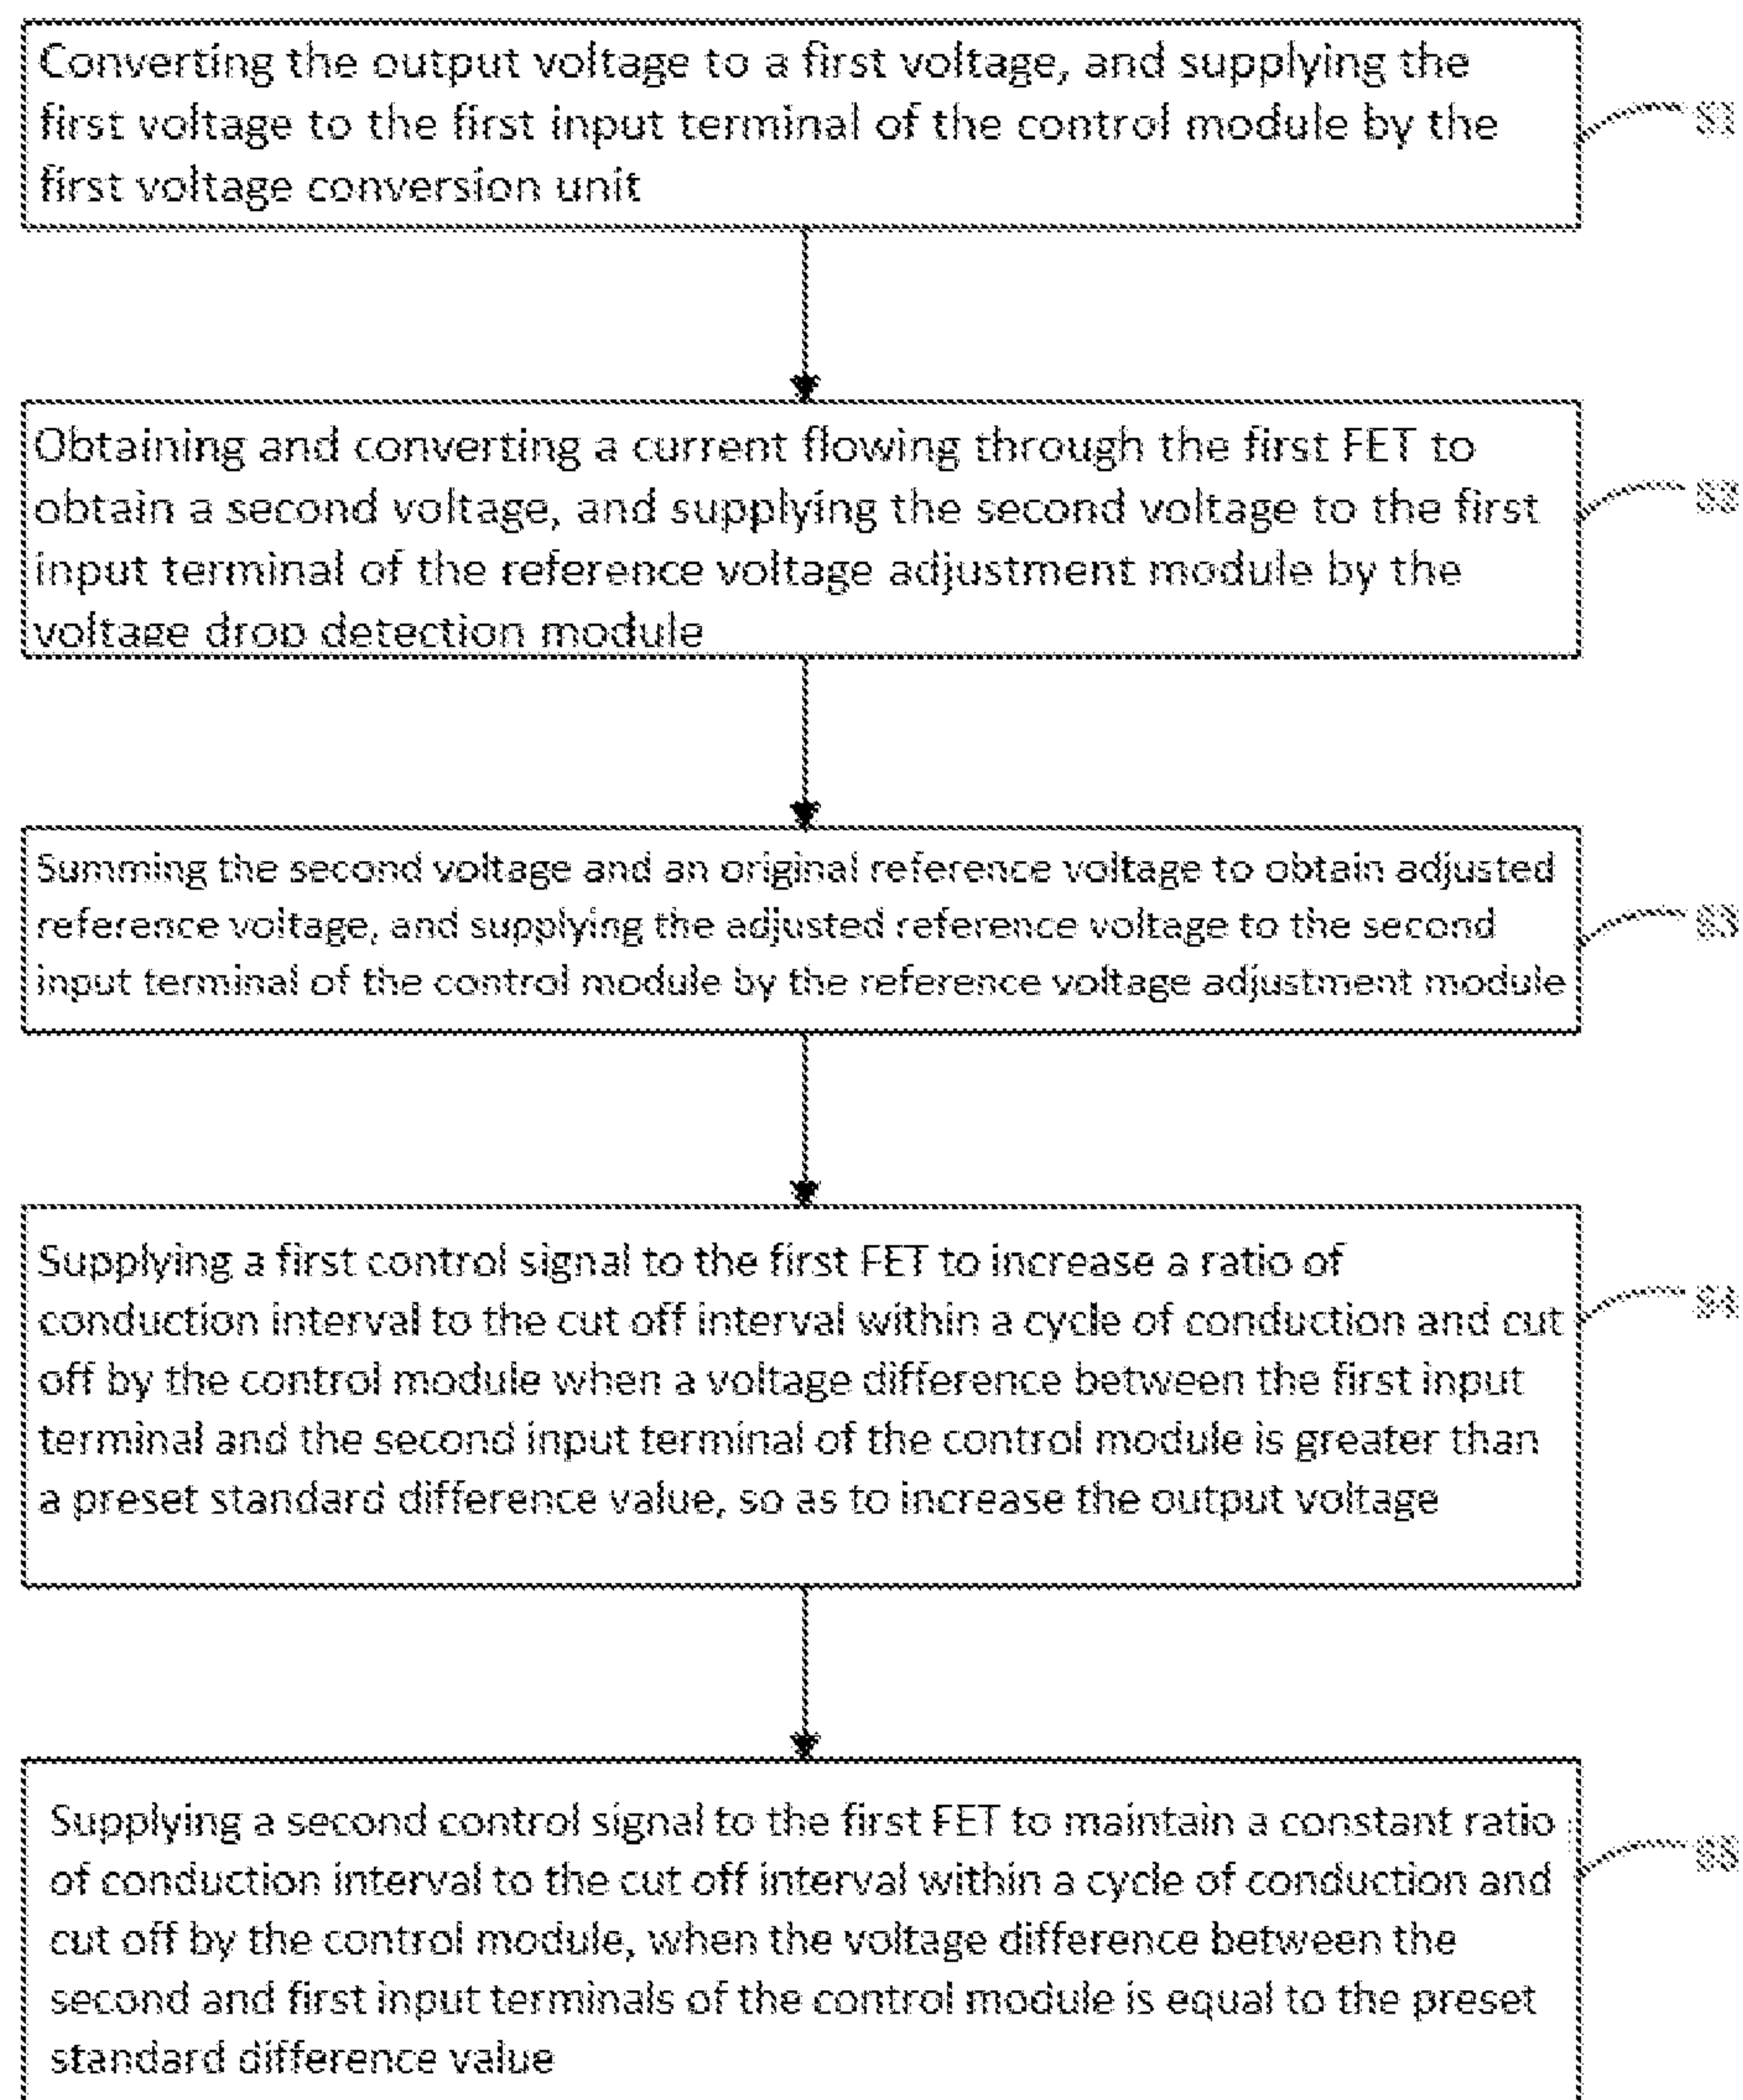 Converting the output voltage to a first voltage, and supplying the
first voltage to the first input terminal of the control module by the
first voltage conversion unit
S1
Obtaining and converting a current flowing through the first FET to
obtain a second voltage, and supplying the second voltage to the first
input terminal of the reference voltage adjustment module by the
voltage drop detection module
S2
Summing the second voltage and an original reference voltage to obtain adjusted
reference voltage, and supplying the adjusted reference voltage to the second
input terminal of the control module by the reference voltage adjustment module
S3
Supplying a first control signal to the first FET to increase a ratio of
conduction interval to the cut off interval within a cycle of conduction and cut
off by the control module when a voltage difference between the first input
terminal and the second input terminal of the control module is greater than
a preset standard difference value, so as to increase the output voltage
S4
Supplying a second control signal to the first FET to maintain a constant ratio
of conduction interval to the cut off interval within a cycle of conduction and
cut off by the control module, when the voltage difference between the
second and first input terminals of the control module is equal to the preset
standard difference value
S5